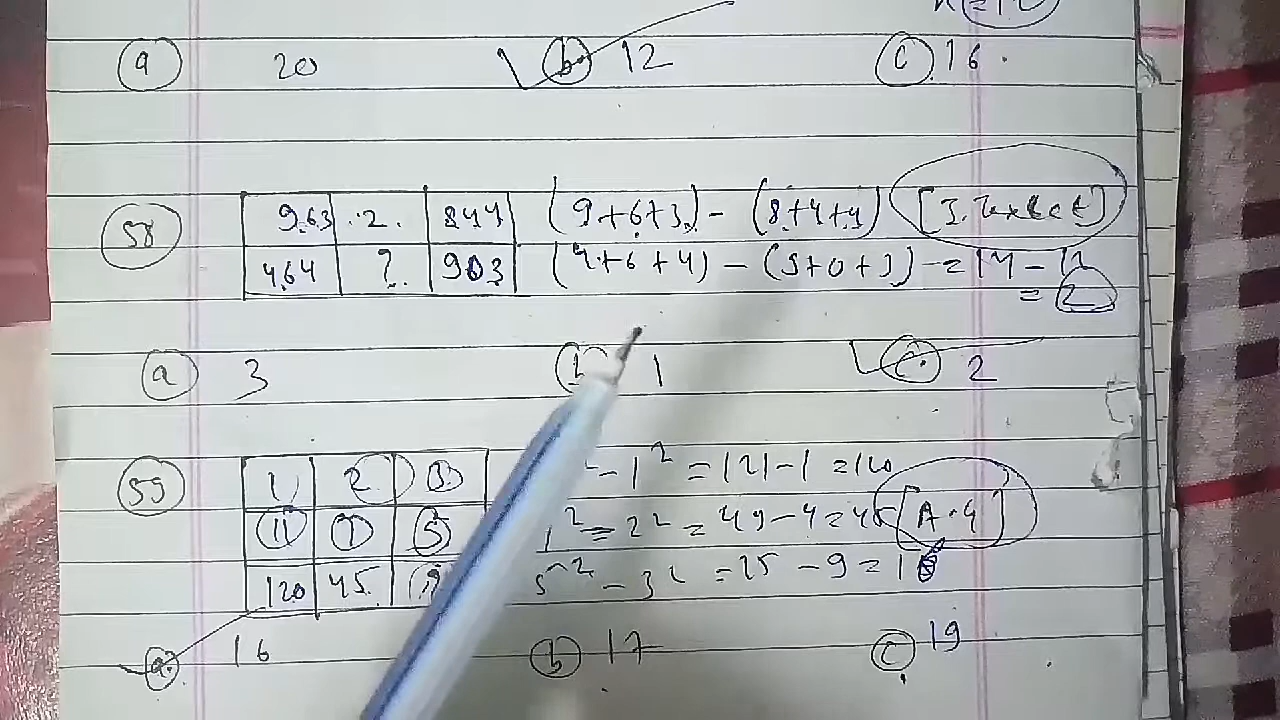 (a) 20 (b) 12 (c) 16.
(58) 963 2 844 (9+6+3) - (8+4+4)
464 ? 903 (4+6+4) - (9+0+3) = 14 - 12
= 2
(a) 3 (b) 1 (c) 2
(59) 1 2 3 ² - 1² = 121 - 1 = 120
11 7 5 ² = 2² = 49 - 4 = 45 [A.4]
120 45 5² - 3² = 25 - 9 = 16
(a) 16 (b) 17 (c) 19